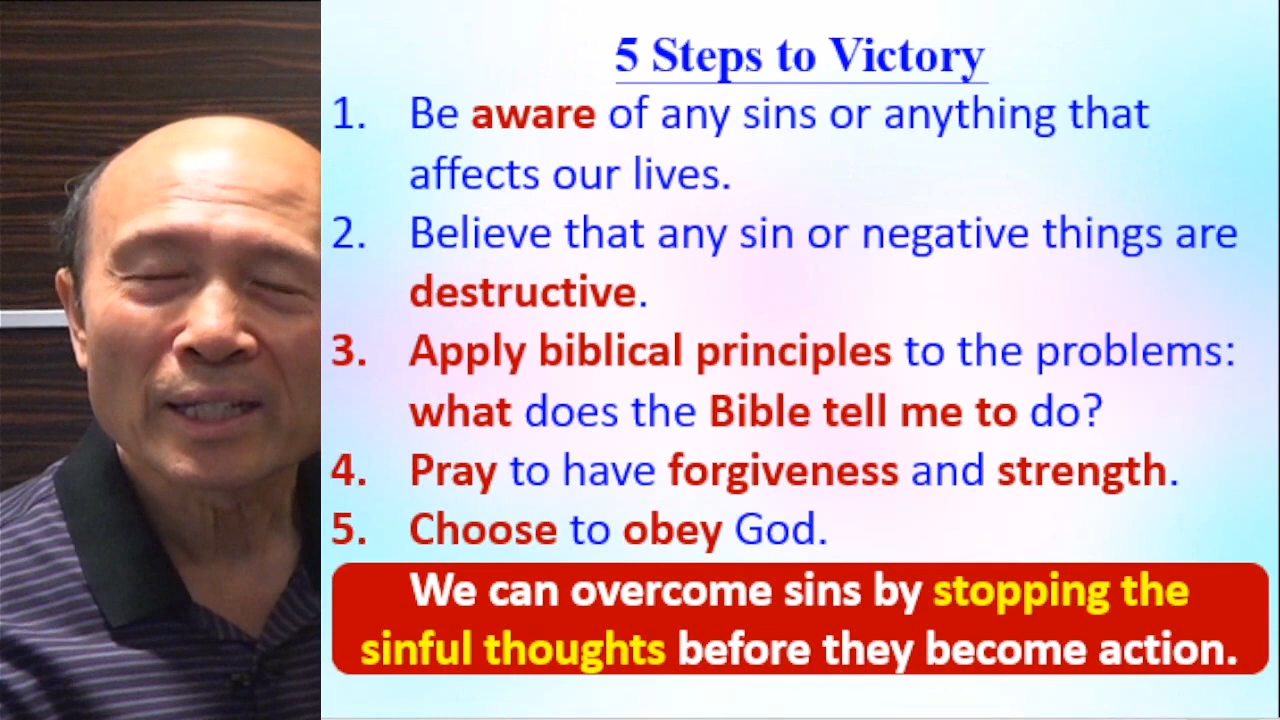 5 Steps to Victory
1. Be aware of any sins or anything that
affects our lives.
2. Believe that any sin or negative things are
destructive.
3. Apply biblical principles to the problems:
what does the Bible tell me to do?
4. Pray to have forgiveness and strength.
5. Choose to obey God.
We can overcome sins by stopping the
sinful thoughts before they become action.